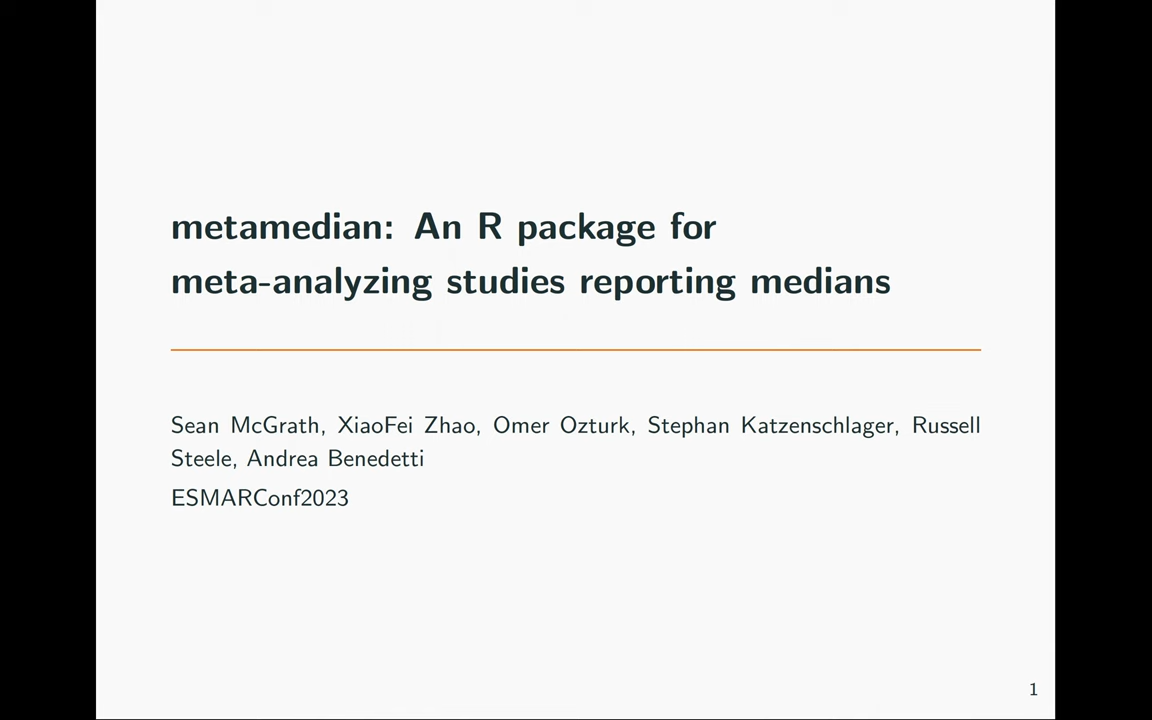 metamedian: An R package for
meta-analyzing studies reporting medians
Sean McGrath, XiaoFei Zhao, Omer Ozturk, Stephan Katzenschlager, Russell
Steele, Andrea Benedetti
ESMARConf2023
1